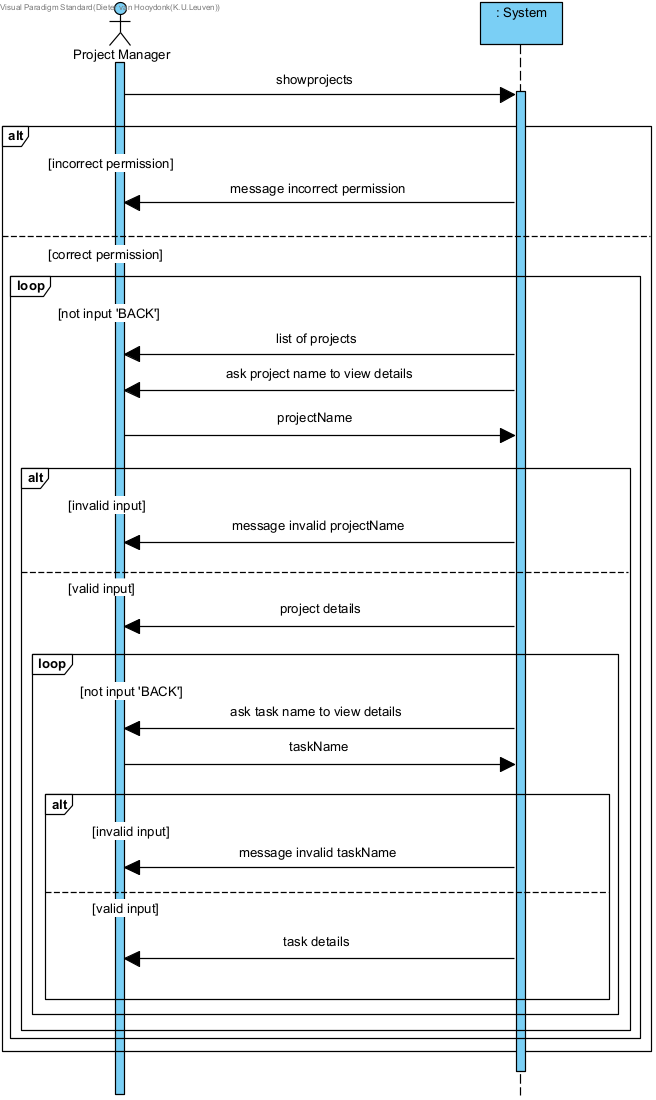 Visual Paradigm Standard(Dieter van Hooydonk(K.U.Leuven))
: System
Project Manager
showprojects
alt
[incorrect permission]
message incorrect permission
[correct permission]
loop
[not input 'BACK']
list of projects
ask project name to view details
projectName
alt
[invalid input]
message invalid projectName
[valid input]
project details
loop
[not input 'BACK']
ask task name to view details
taskName
alt
[invalid input]
message invalid taskName
[valid input]
task details